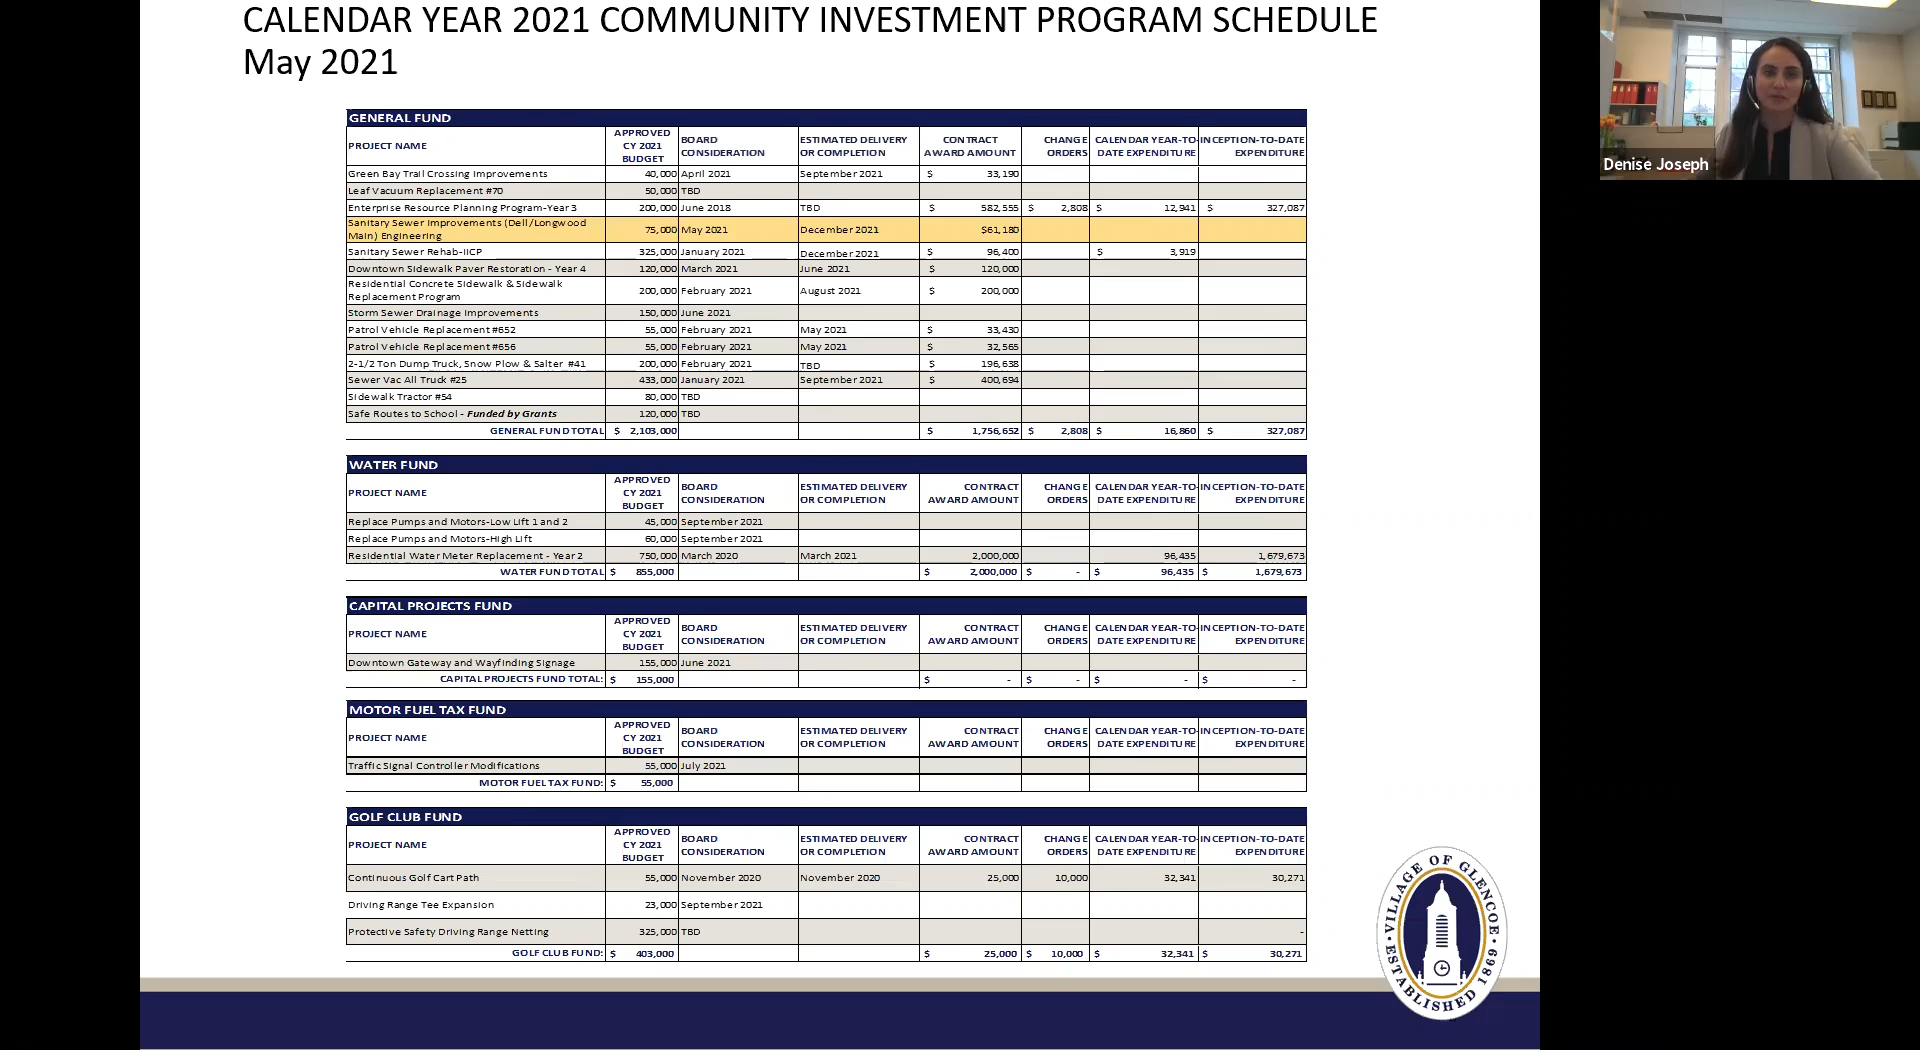 CALENDAR YEAR 2021 COMMUNITY INVESTMENT PROGRAM SCHEDULE
May 2021
Denise Joseph
GENERAL FUND
PROJECT NAME APPROVED CY 2021 BUDGET BOARD CONSIDERATION ESTIMATED DELIVERY OR COMPLETION CONTRACT AWARD AMOUNT CHANGE ORDERS CALENDAR YEAR-TO-DATE EXPENDITURE INCEPTION-TO-DATE EXPENDITURE
Green Bay Trail Crossing Improvements 40,000 April 2021 September 2021 $ 33,190
Leaf Vacuum Replacement #70 50,000 TBD
Enterprise Resource Planning Program-Year 3 200,000 June 2018 TBD $ 582,555 $ 2,808 $ 12,941 $ 327,087
Sanitary Sewer Improvements (Dell/Longwood Main) Engineering 75,000 May 2021 December 2021 $61,180
Sanitary Sewer Rehab-IICP 325,000 January 2021 December 2021 $ 96,400 $ 3,919
Downtown Sidewalk Paver Restoration - Year 4 120,000 March 2021 June 2021 $ 120,000
Residential Concrete Sidewalk & Sidewalk Replacement Program 200,000 February 2021 August 2021 $ 200,000
Storm Sewer Drainage Improvements 150,000 June 2021
Patrol Vehicle Replacement #652 55,000 February 2021 May 2021 $ 33,430
Patrol Vehicle Replacement #656 55,000 February 2021 May 2021 $ 32,565
2-1/2 Ton Dump Truck, Snow Plow & Salter #41 200,000 February 2021 TBD $ 196,638
Sewer Vac All Truck #25 433,000 January 2021 September 2021 $ 400,694
Sidewalk Tractor #54 80,000 TBD
Safe Routes to School - Funded by Grants 120,000 TBD
GENERAL FUND TOTAL $ 2,103,000 $ 1,756,652 $ 2,808 $ 16,860 $ 327,087
WATER FUND
PROJECT NAME APPROVED CY 2021 BUDGET BOARD CONSIDERATION ESTIMATED DELIVERY OR COMPLETION CONTRACT AWARD AMOUNT CHANGE ORDERS CALENDAR YEAR-TO-DATE EXPENDITURE INCEPTION-TO-DATE EXPENDITURE
Replace Pumps and Motors-Low Lift 1 and 2 45,000 September 2021
Replace Pumps and Motors-High Lift 60,000 September 2021
Residential Water Meter Replacement - Year 2 750,000 March 2020 March 2021 2,000,000 96,435 1,679,673
WATER FUND TOTAL $ 855,000 $ 2,000,000 $ - $ 96,435 $ 1,679,673
CAPITAL PROJECTS FUND
PROJECT NAME APPROVED CY 2021 BUDGET BOARD CONSIDERATION ESTIMATED DELIVERY OR COMPLETION CONTRACT AWARD AMOUNT CHANGE ORDERS CALENDAR YEAR-TO-DATE EXPENDITURE INCEPTION-TO-DATE EXPENDITURE
Downtown Gateway and Wayfinding Signage 155,000 June 2021
CAPITAL PROJECTS FUND TOTAL: $ 155,000 $ - $ - $ - $ -
MOTOR FUEL TAX FUND
PROJECT NAME APPROVED CY 2021 BUDGET BOARD CONSIDERATION ESTIMATED DELIVERY OR COMPLETION CONTRACT AWARD AMOUNT CHANGE ORDERS CALENDAR YEAR-TO-DATE EXPENDITURE INCEPTION-TO-DATE EXPENDITURE
Traffic Signal Controller Modifications 55,000 July 2021
MOTOR FUEL TAX FUND: $ 55,000
GOLF CLUB FUND
PROJECT NAME APPROVED CY 2021 BUDGET BOARD CONSIDERATION ESTIMATED DELIVERY OR COMPLETION CONTRACT AWARD AMOUNT CHANGE ORDERS CALENDAR YEAR-TO-DATE EXPENDITURE INCEPTION-TO-DATE EXPENDITURE
Continuous Golf Cart Path 55,000 November 2020 November 2020 25,000 10,000 32,341 30,271
Driving Range Tee Expansion 23,000 September 2021
Protective Safety Driving Range Netting 325,000 TBD -
GOLF CLUB FUND: $ 403,000 $ 25,000 $ 10,000 $ 32,341 $ 30,271
VILLAGE OF GLENCOE
• ESTABLISHED 1869 •